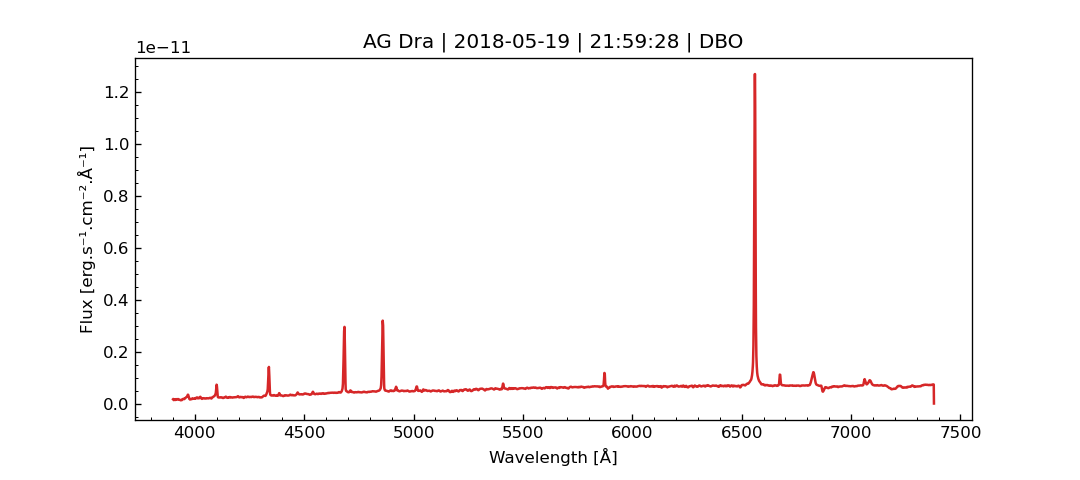 AG Dra | 2018-05-19 | 21:59:28 | DBO
1e−11
1.2
1.0
0.8
0.6
0.4
0.2
0.0
Flux [erg.s⁻¹.cm⁻².Å⁻¹]
4000 4500 5000 5500 6000 6500 7000 7500
Wavelength [Å]